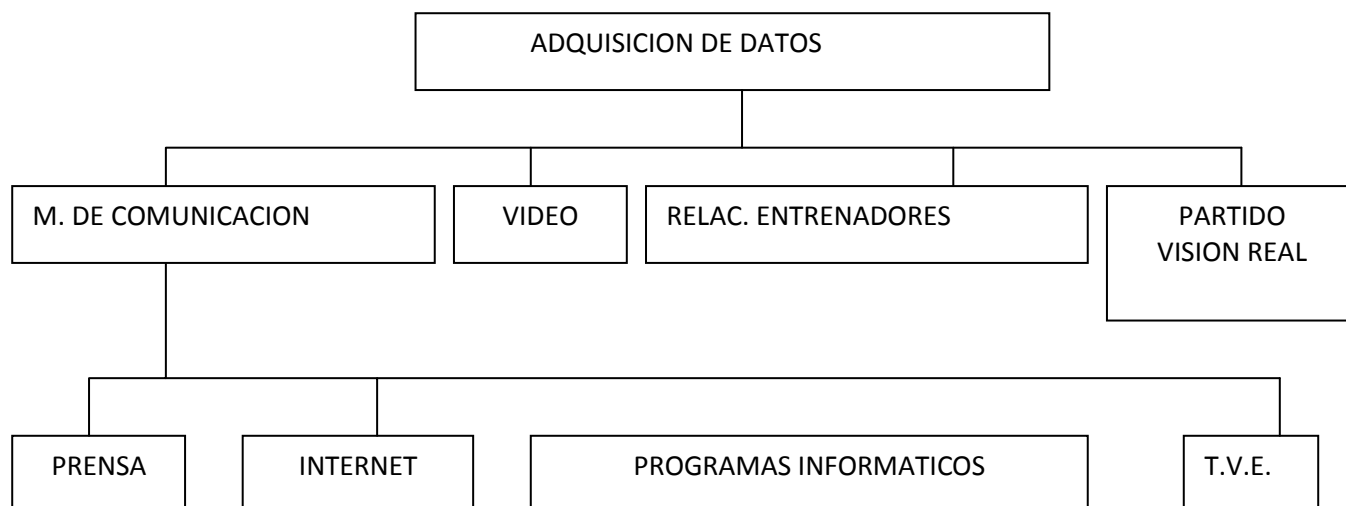 ADQUISICION DE DATOS
M. DE COMUNICACION
VIDEO
RELAC. ENTRENADORES
PARTIDO
VISION REAL
PRENSA
INTERNET
PROGRAMAS INFORMATICOS
T.V.E.